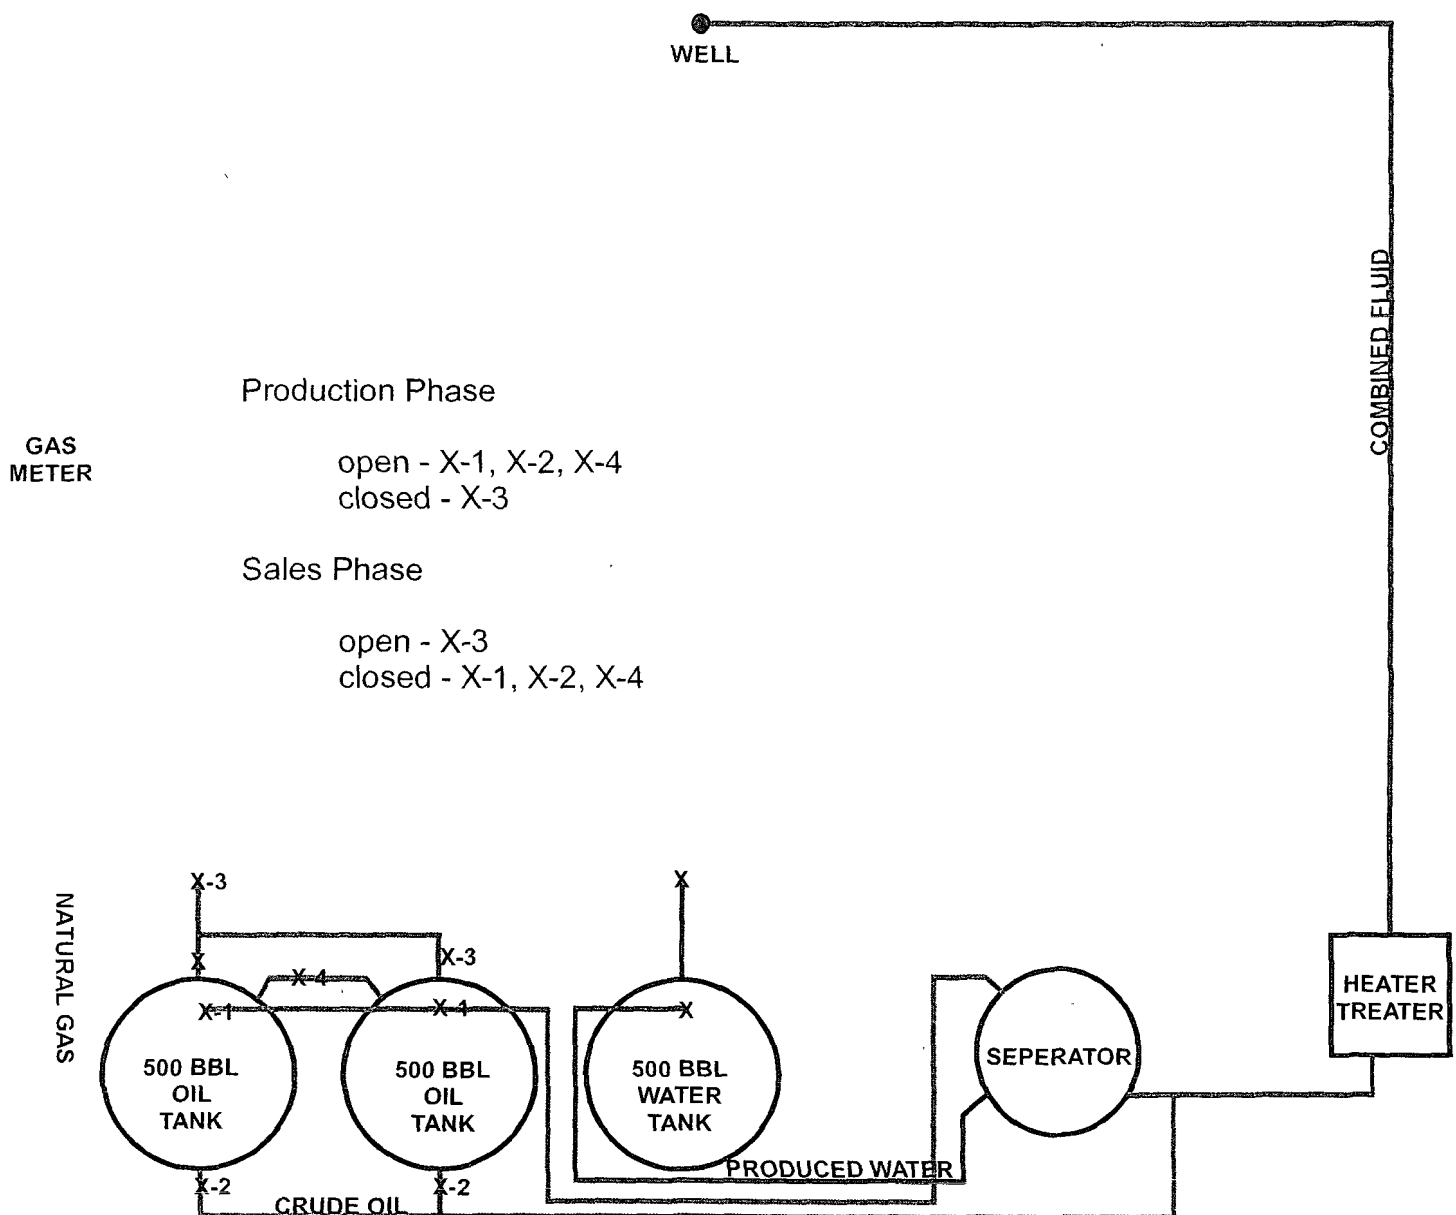 WELL
COMBINED FLUID
Production Phase
GAS
METER
open - X-1, X-2, X-4
closed - X-3
Sales Phase
open - X-3
closed - X-1, X-2, X-4
NATURAL GAS
X-3
X
X
X-3
X-4
X-1
X-1
X
500 BBL
OIL
TANK
500 BBL
OIL
TANK
500 BBL
WATER
TANK
SEPERATOR
HEATER
TREATER
PRODUCED WATER
X-2
X-2
CRUDE OIL